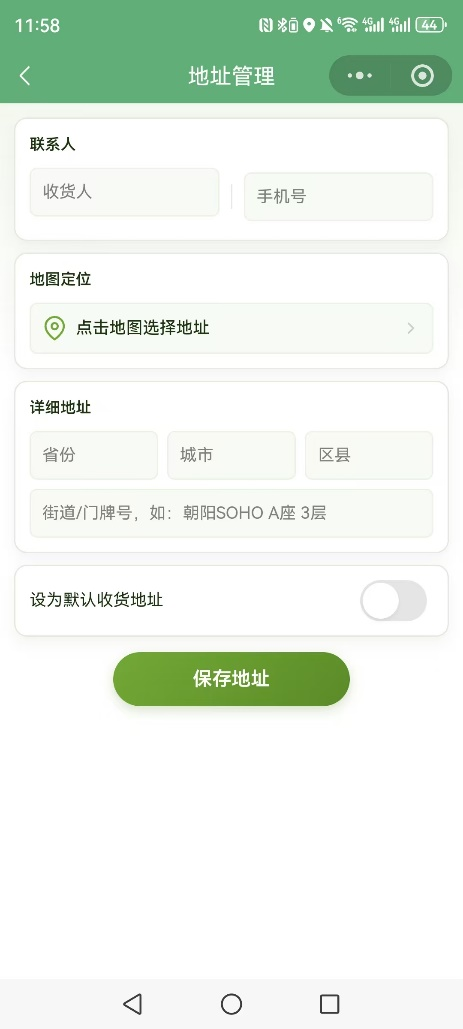 11:58
6 4G 4G 44
地址管理
联系人
收货人 手机号
地图定位
点击地图选择地址
详细地址
省份 城市 区县
街道/门牌号，如：朝阳SOHO A座 3层
设为默认收货地址
保存地址